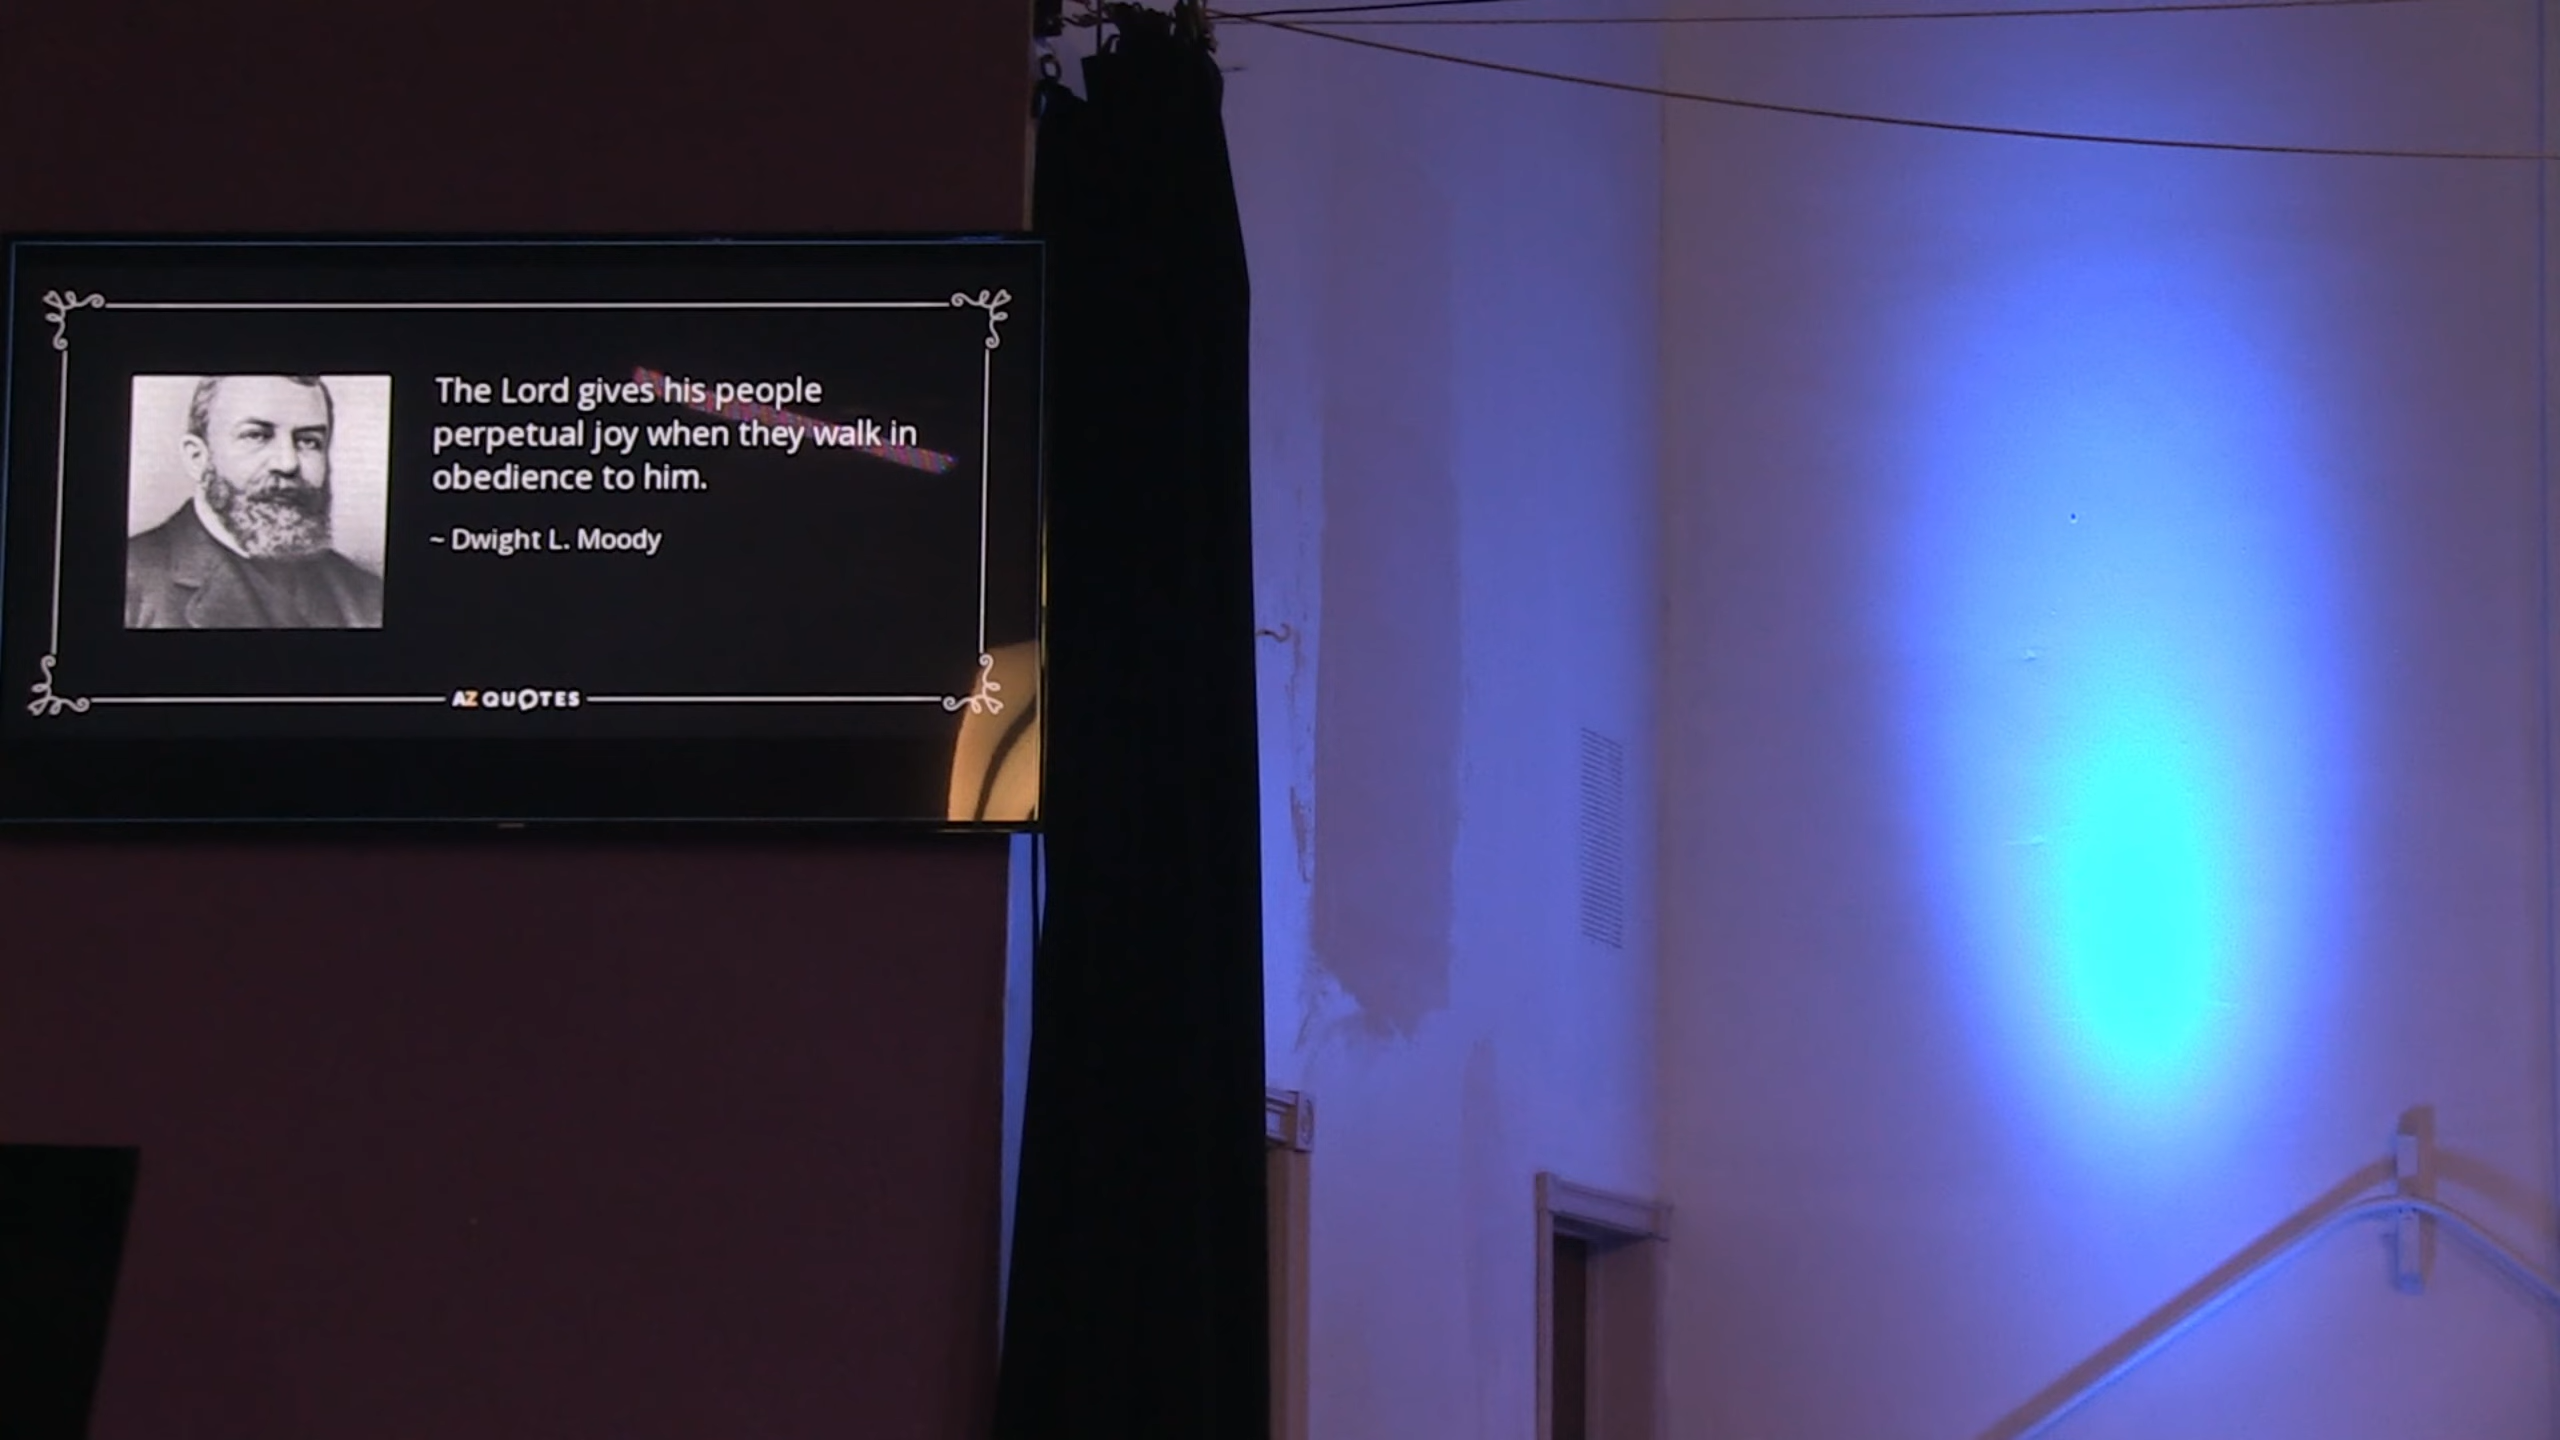 The Lord gives his people
perpetual joy when they walk in
obedience to him.
~ Dwight L. Moody
AZ QUOTES